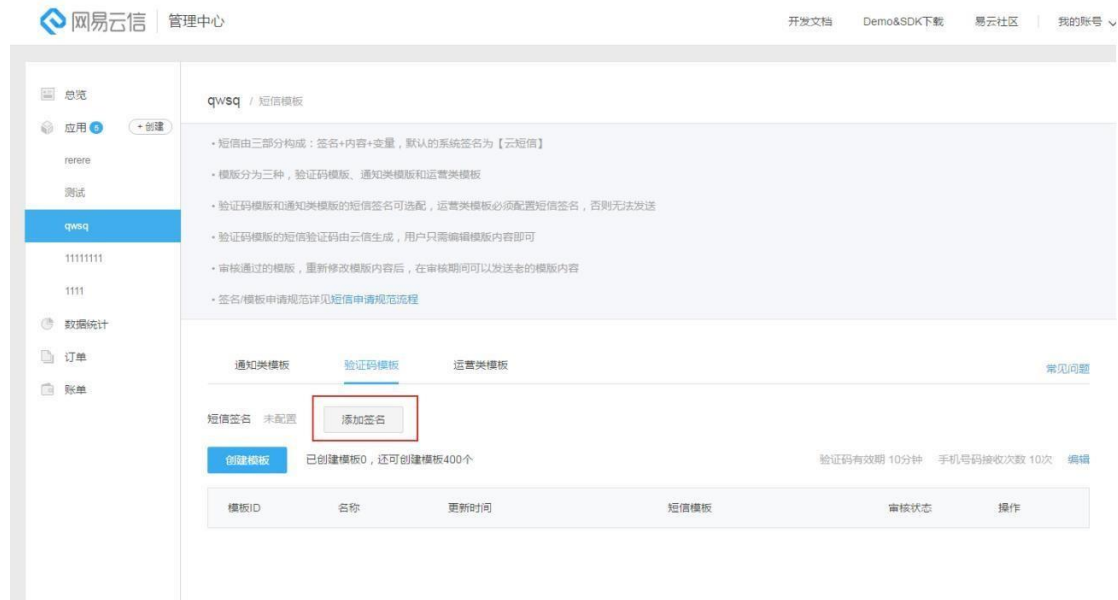 网易云信 管理中心 开发文档 Demo&SDK下载 易云社区 我的账号
总览
应用 5 +创建
rerere
测试
qwsq
11111111
1111
数据统计
订单
账单
qwsq / 短信模板
• 短信由三部分构成：签名+内容+变量，默认的系统签名为【云短信】
• 模版分为三种，验证码模版、通知类模版和运营类模板
• 验证码模版和通知类模版的短信签名可选配，运营类模板必须配置短信签名，否则无法发送
• 验证码模版的短信验证码由云信生成，用户只需编辑模版内容即可
• 审核通过的模版，重新修改模版内容后，在审核期间可以发送老的模版内容
• 签名/模板申请规范详见短信申请规范流程
通知类模板 验证码模板 运营类模板 常见问题
短信签名 未配置 添加签名
创建模板 已创建模板0，还可创建模板400个 验证码有效期 10分钟 手机号码接收次数 10次 编辑
模板ID 名称 更新时间 短信模板 审核状态 操作